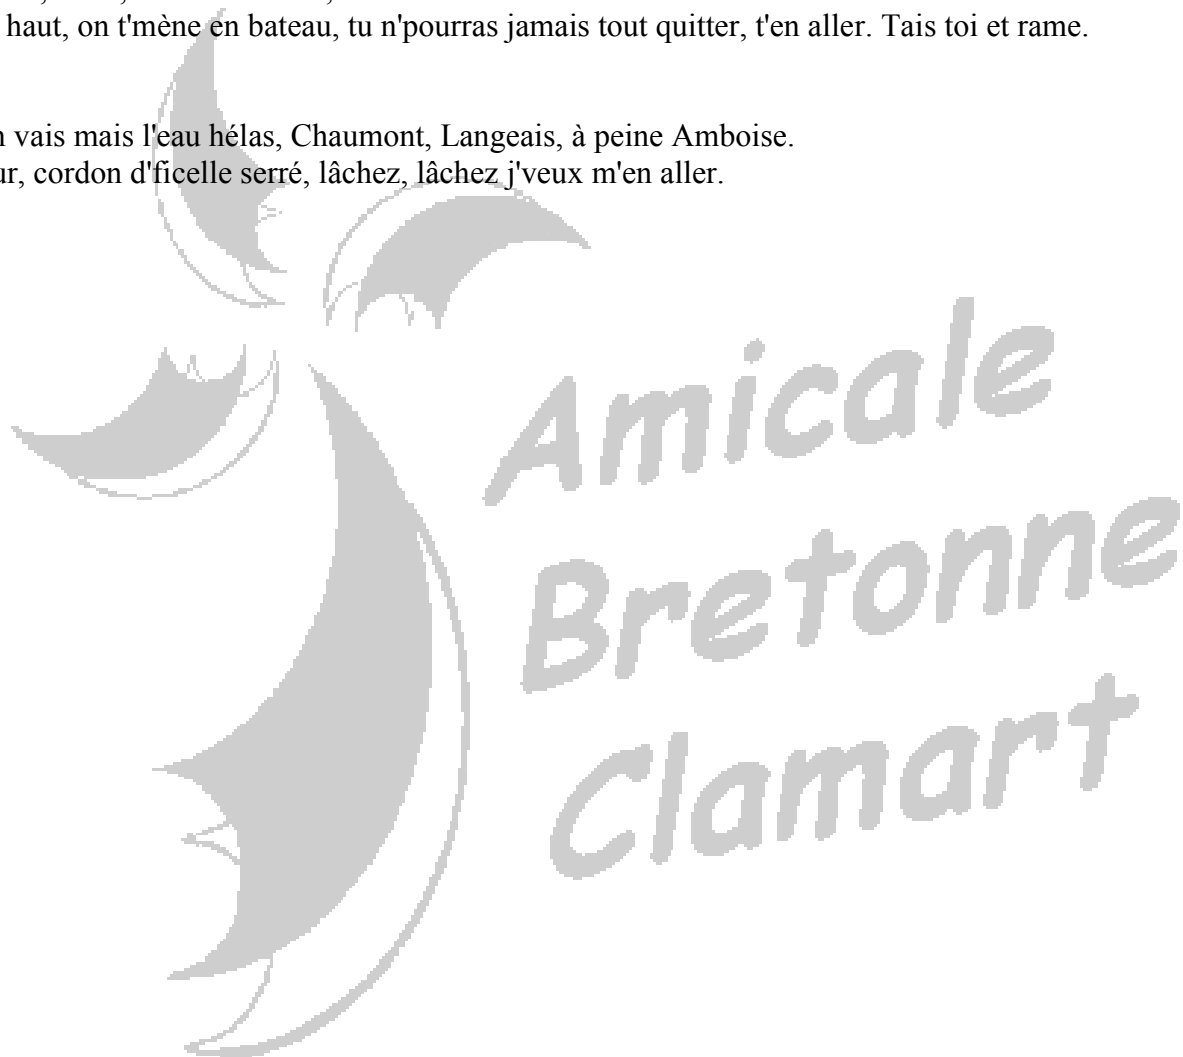 haut, on t'mène en bateau, tu n'pourras jamais tout quitter, t'en aller. Tais toi et rame.
vais mais l'eau hélas, Chaumont, Langeais, à peine Amboise.
cordon d'ficelle serré, lâchez, lâchez j'veux m'en aller.
Amicale
Bretonne
Clamart